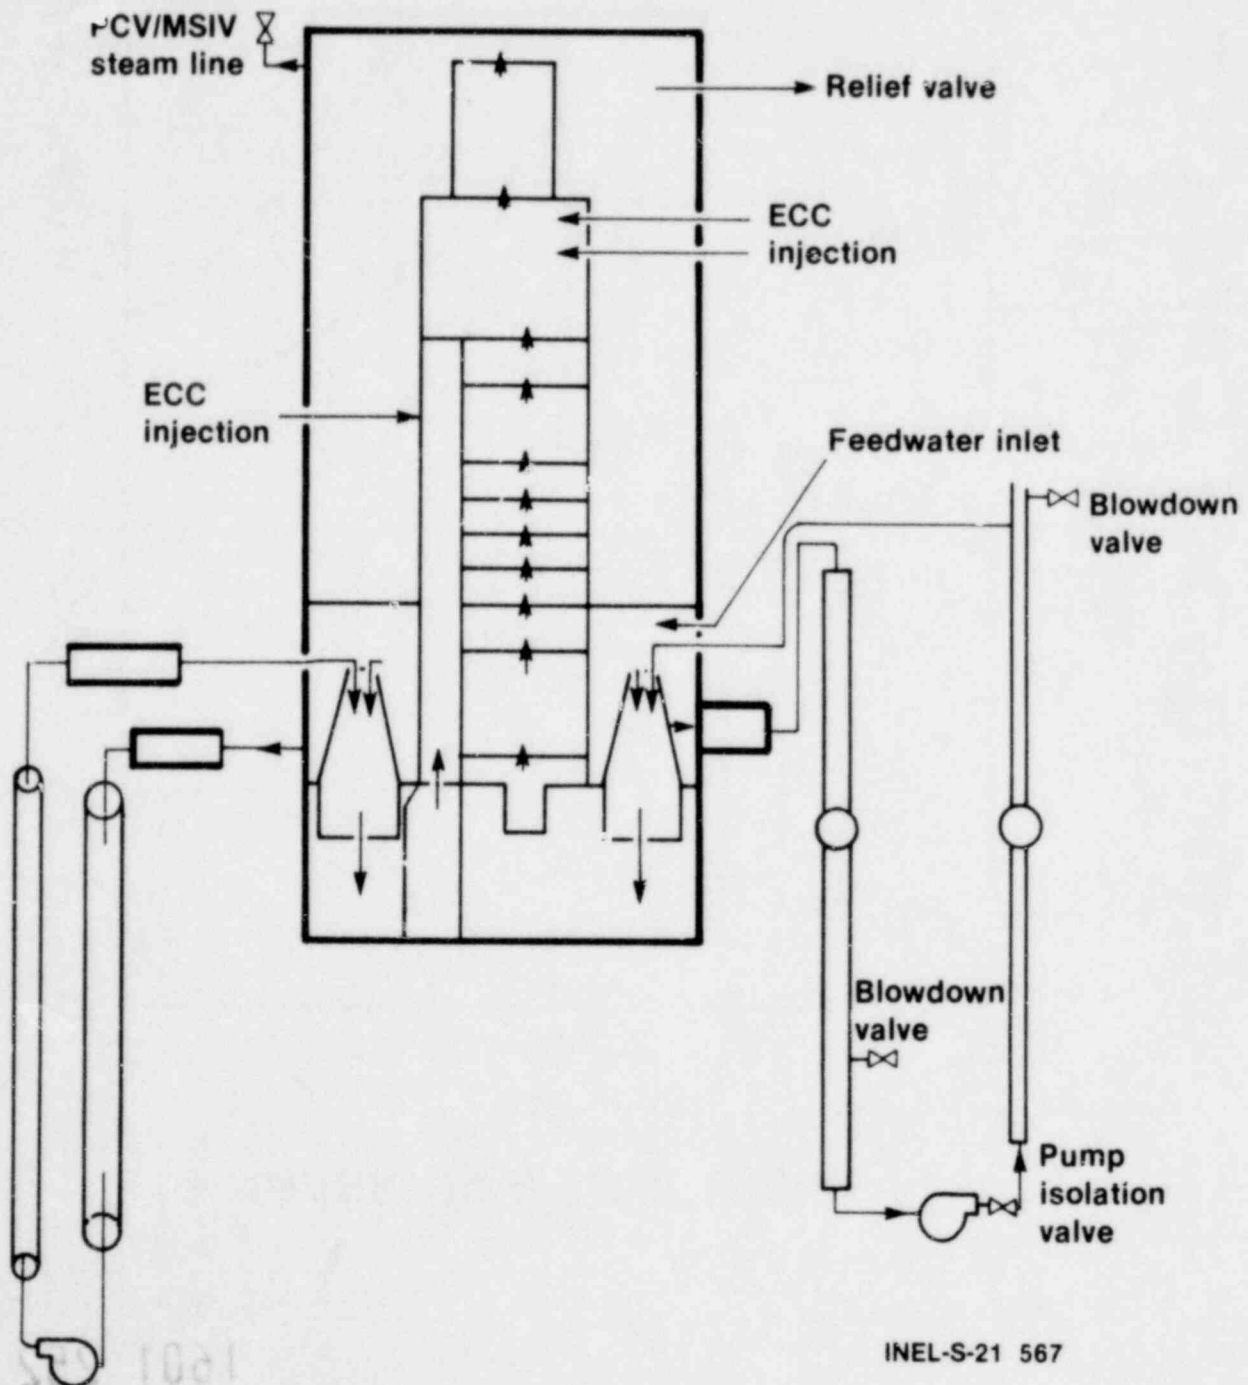 PCV/MSIV
steam line
Relief valve
ECC
injection
ECC
injection
Feedwater inlet
Blowdown
valve
Blowdown
valve
Pump
isolation
valve
INEL-S-21 567